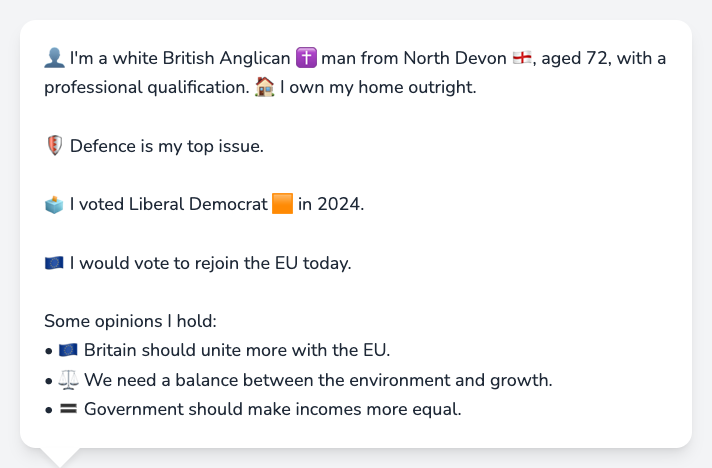 👤 I'm a white British Anglican ✝️ man from North Devon 🏴󠁧󠁢󠁥󠁮󠁧󠁿, aged 72, with a
professional qualification. 🏠 I own my home outright.
🛡️ Defence is my top issue.
🗳️ I voted Liberal Democrat 🟧 in 2024.
🇪🇺 I would vote to rejoin the EU today.
Some opinions I hold:
• 🇪🇺 Britain should unite more with the EU.
• ⚖️ We need a balance between the environment and growth.
• 🟰 Government should make incomes more equal.